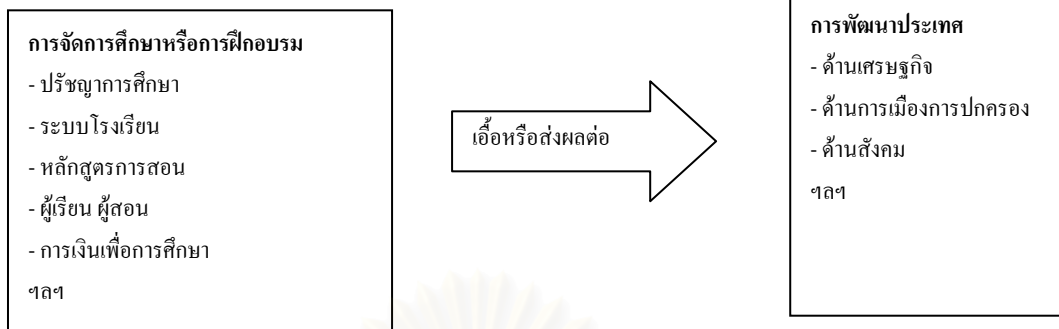 การจัดการศึกษาหรือการฝึกอบรม
- ปรัชญาการศึกษา
- ระบบโรงเรียน
- หลักสูตรการสอน
- ผู้เรียน ผู้สอน
- การเงินเพื่อการศึกษา
ฯลฯ
เอื้อหรือส่งผลต่อ
การพัฒนาประเทศ
- ด้านเศรษฐกิจ
- ด้านการเมืองการปกครอง
- ด้านสังคม
ฯลฯ